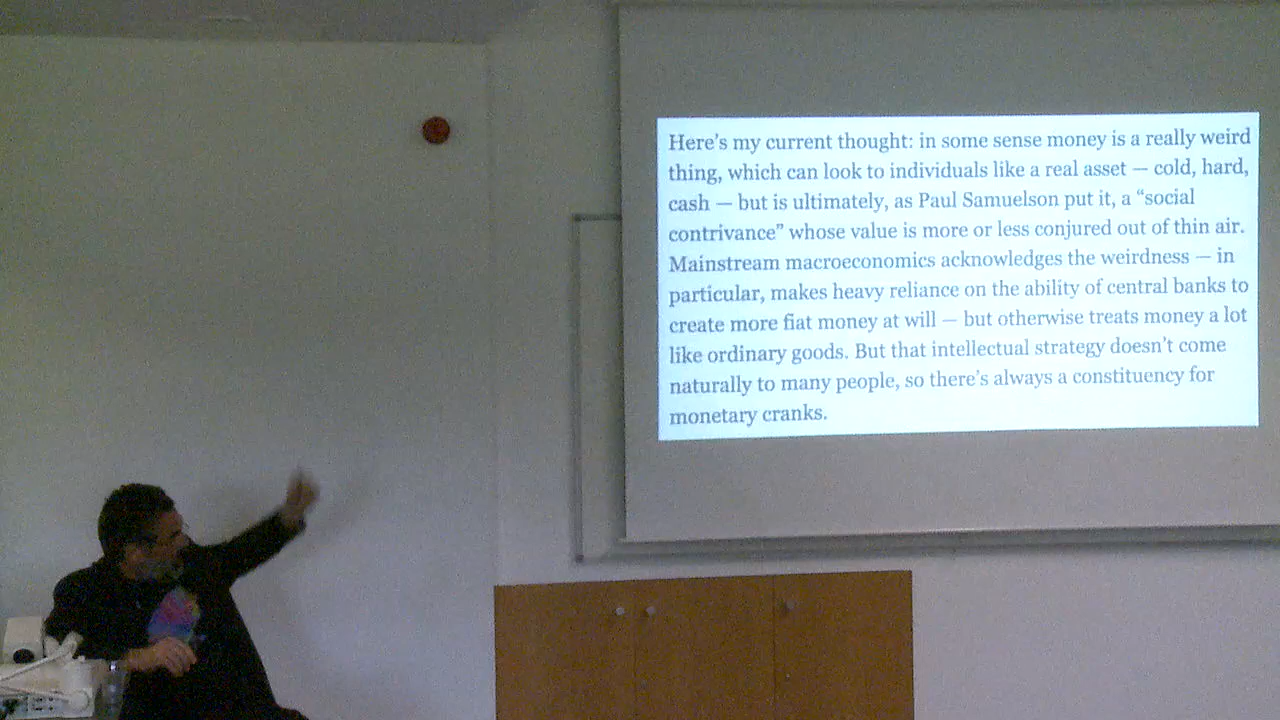 Here's my current thought: in some sense money is a really weird
thing, which can look to individuals like a real asset — cold, hard,
cash — but is ultimately, as Paul Samuelson put it, a “social
contrivance” whose value is more or less conjured out of thin air.
Mainstream macroeconomics acknowledges the weirdness — in
particular, makes heavy reliance on the ability of central banks to
create more fiat money at will — but otherwise treats money a lot
like ordinary goods. But that intellectual strategy doesn't come
naturally to many people, so there's always a constituency for
monetary cranks.